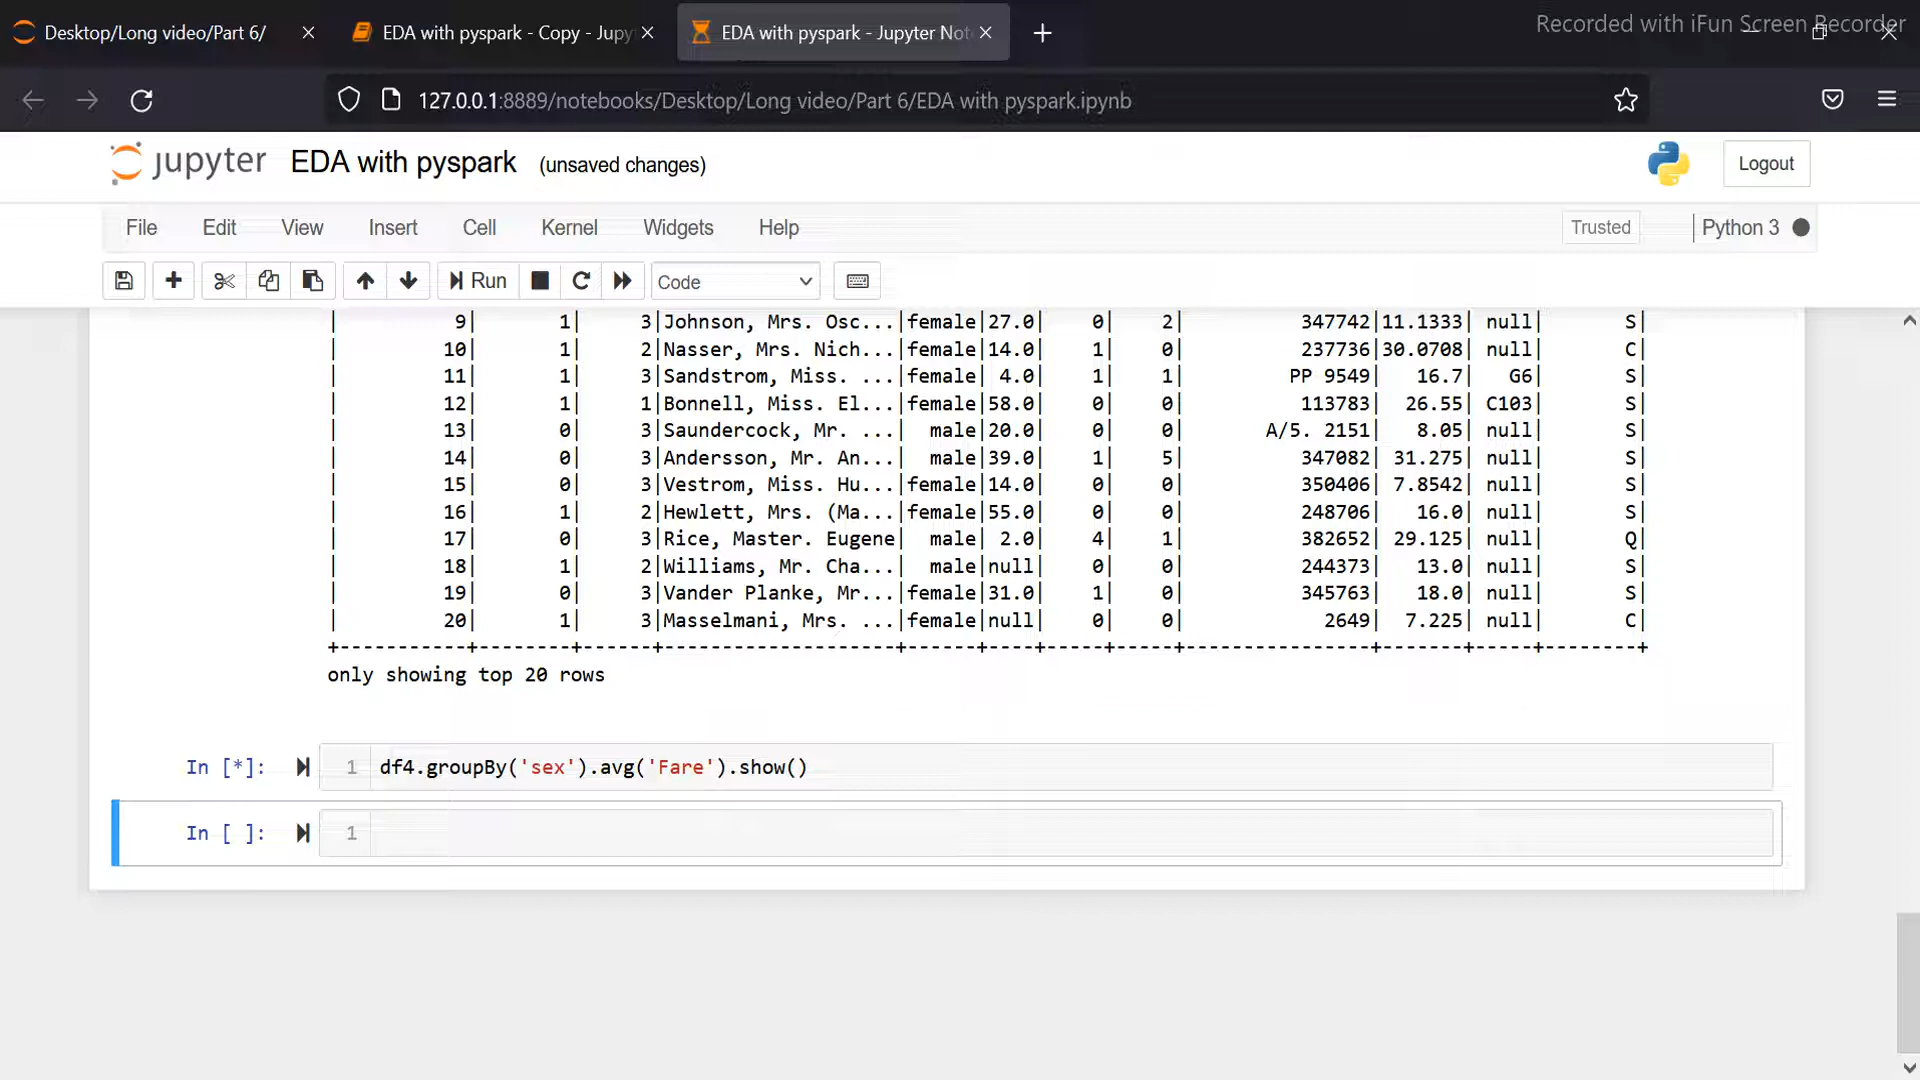 Desktop/Long video/Part 6/
EDA with pyspark - Copy - Jupy
EDA with pyspark - Jupyter Not
Recorded with iFun Screen Recorder
127.0.0.1:8889/notebooks/Desktop/Long video/Part 6/EDA with pyspark.ipynb
jupyter EDA with pyspark (unsaved changes)
Logout
File Edit View Insert Cell Kernel Widgets Help
Trusted
Python 3
Run
Code
| 9| 1| 3|Johnson, Mrs. Osc...|female|27.0| 0| 2| 347742|11.1333| null| S|
| 10| 1| 2|Nasser, Mrs. Nich...|female|14.0| 1| 0| 237736|30.0708| null| C|
| 11| 1| 3|Sandstrom, Miss. ...|female| 4.0| 1| 1| PP 9549| 16.7| G6| S|
| 12| 1| 1|Bonnell, Miss. El...|female|58.0| 0| 0| 113783| 26.55| C103| S|
| 13| 0| 3|Saundercock, Mr. ...| male|20.0| 0| 0| A/5. 2151| 8.05| null| S|
| 14| 0| 3|Andersson, Mr. An...| male|39.0| 1| 5| 347082| 31.275| null| S|
| 15| 0| 3|Vestrom, Miss. Hu...|female|14.0| 0| 0| 350406| 7.8542| null| S|
| 16| 1| 2|Hewlett, Mrs. (Ma...|female|55.0| 0| 0| 248706| 16.0| null| S|
| 17| 0| 3|Rice, Master. Eugene| male| 2.0| 4| 1| 382652| 29.125| null| Q|
| 18| 1| 2|Williams, Mr. Cha...| male|null| 0| 0| 244373| 13.0| null| S|
| 19| 0| 3|Vander Planke, Mr...|female|31.0| 1| 0| 345763| 18.0| null| S|
| 20| 1| 3|Masselmani, Mrs. ...|female|null| 0| 0| 2649| 7.225| null| C|
+-----------+--------+------+--------------------+------+----+-----+-----+----------------+-------+-----+--------+
only showing top 20 rows
In [*]: 1 df4.groupBy('sex').avg('Fare').show()
In [ ]: 1